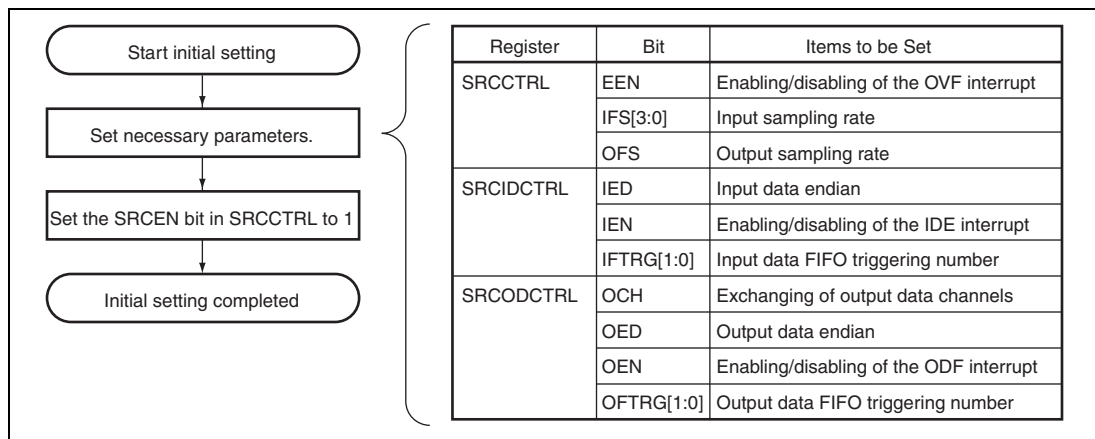 Start initial setting
Set necessary parameters.
Set the SRCEN bit in SRCCTRL to 1
Initial setting completed
Register Bit Items to be Set
SRCCTRL EEN Enabling/disabling of the OVF interrupt
IFS[3:0] Input sampling rate
OFS Output sampling rate
SRCIDCTRL IED Input data endian
IEN Enabling/disabling of the IDE interrupt
IFTRG[1:0] Input data FIFO triggering number
SRCODCTRL OCH Exchanging of output data channels
OED Output data endian
OEN Enabling/disabling of the ODF interrupt
OFTRG[1:0] Output data FIFO triggering number